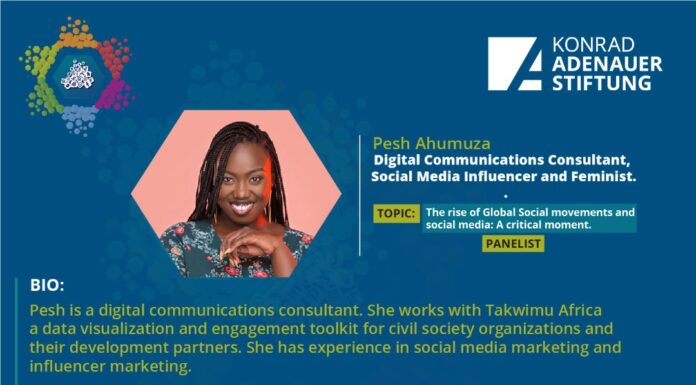 KONRAD
ADENAUER
STIFTUNG
Pesh Ahumuza
Digital Communications Consultant,
Social Media Influencer and Feminist.
.
TOPIC:
The rise of Global Social movements and
social media: A critical moment.
PANELIST
BIO:
Pesh is a digital communications consultant. She works with Takwimu Africa
a data visualization and engagement toolkit for civil society organizations and
their development partners. She has experience in social media marketing and
influencer marketing.